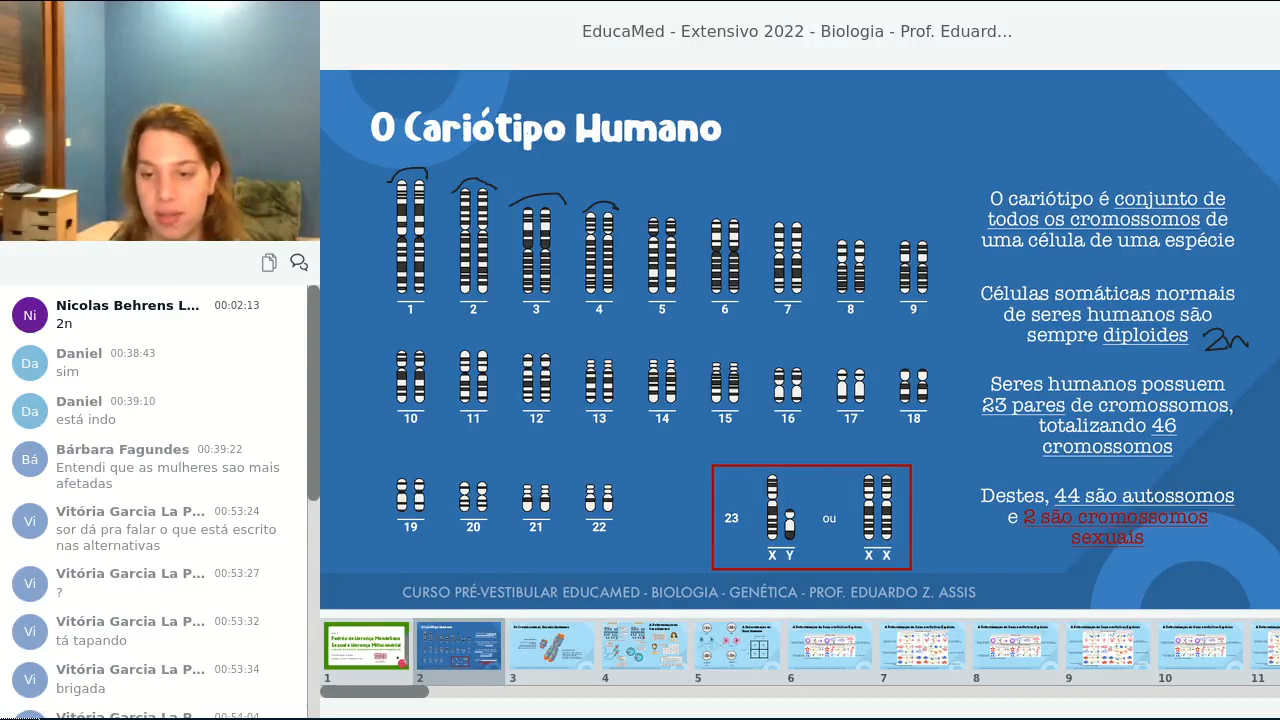 EducaMed - Extensivo 2022 - Biologia - Prof. Eduard...
O Cariótipo Humano
1 2 3 4 5 6 7 8 9
10 11 12 13 14 15 16 17 18
19 20 21 22
23 X Y ou X X
O cariótipo é conjunto de
todos os cromossomos de
uma célula de uma espécie
Células somáticas normais
de seres humanos são
sempre diploides 2n
Seres humanos possuem
23 pares de cromossomos,
totalizando 46
cromossomos
Destes, 44 são autossomos
e 2 são cromossomos
sexuais
CURSO PRÉ-VESTIBULAR EDUCAMED - BIOLOGIA - GENÉTICA - PROF. EDUARDO Z. ASSIS
Ni Nicolas Behrens L... 00:02:13
2n
Da Daniel 00:38:43
sim
Da Daniel 00:39:10
está indo
Bá Bárbara Fagundes 00:39:22
Entendi que as mulheres sao mais
afetadas
Vi Vitória Garcia La P... 00:53:24
sor dá pra falar o que está escrito
nas alternativas
Vi Vitória Garcia La P... 00:53:27
?
Vi Vitória Garcia La P... 00:53:32
tá tapando
Vi Vitória Garcia La P... 00:53:34
brigada
Vitória Garcia La P... 00:54:04
1 2 3 4 5 6 7 8 9 10 11